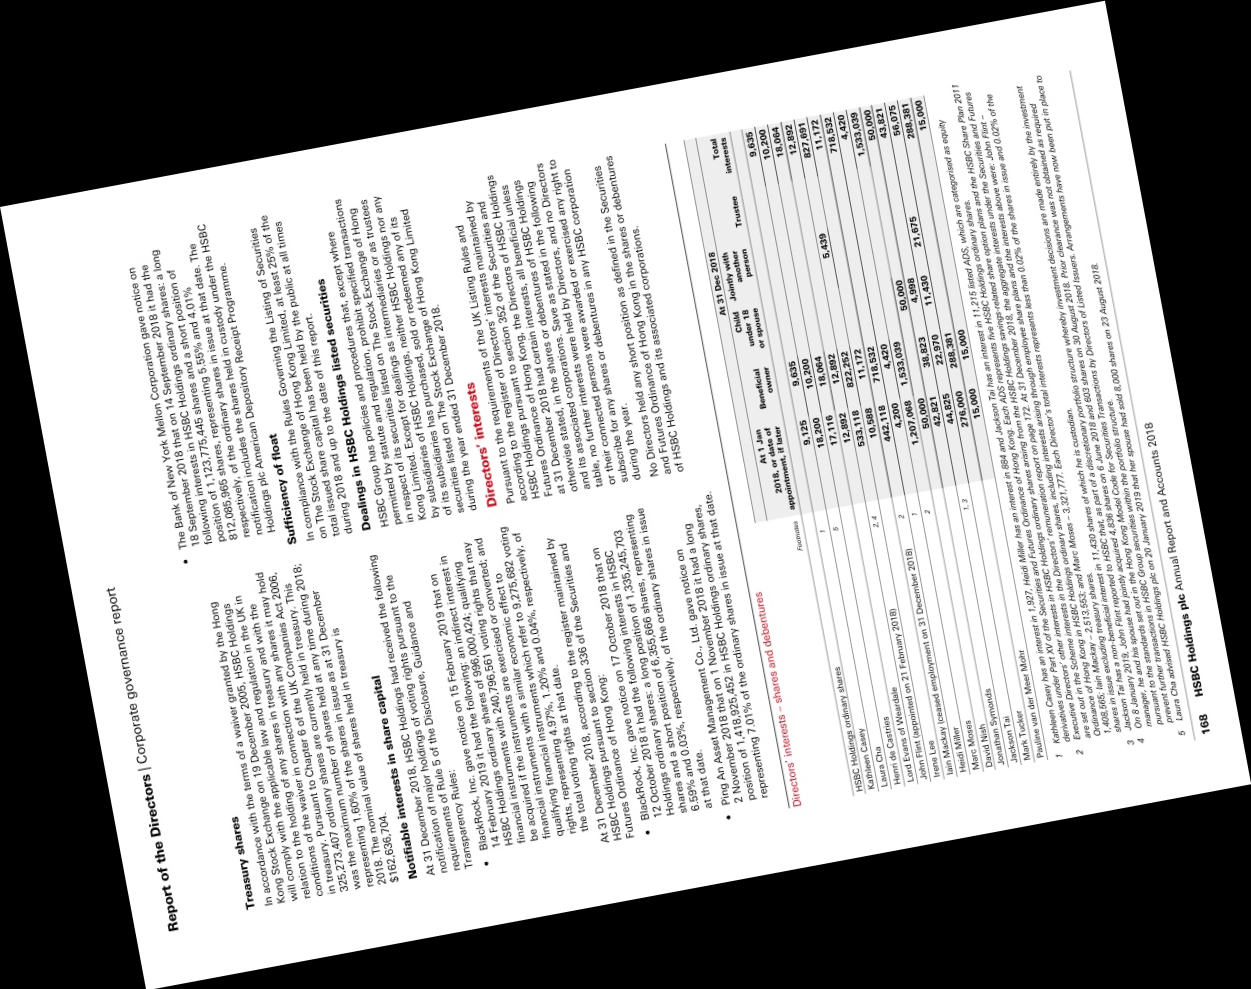 Report of the Directors | Corporate governance report
Treasury shares
In accordance with the terms of a waiver granted by the Hong
Kong Stock Exchange on 19 December 2005, HSBC Holdings
will comply with the applicable law and regulation in the UK in
relation to the holding of any shares in treasury and with the
conditions of the waiver in connection with any shares it may hold
in treasury. Pursuant to Chapter 6 of the UK Companies Act 2006,
325,273,407 ordinary shares are currently held in treasury. This
was the maximum number of shares held at any time during 2018;
representing 1.60% of the shares in issue as at 31 December
2018. The nominal value of shares held in treasury is
$162,636,704.
Notifiable interests in share capital
At 31 December 2018, HSBC Holdings had received the following
notification of major holdings of voting rights pursuant to the
requirements of Rule 5 of the Disclosure, Guidance and
Transparency Rules:
• BlackRock, Inc. gave notice on 15 February 2019 that on
14 February 2019 it had the following: an indirect interest in
HSBC Holdings ordinary shares of 996,000,424; qualifying
financial instruments with 240,796,561 voting rights that may
be acquired if the instruments are exercised or converted; and
financial instruments with a similar economic effect to
qualifying financial instruments which refer to 9,275,682 voting
rights, representing 4.37%, 1.20% and 0.04%, respectively, of
the total voting rights at that date.
At 31 December 2018, according to the register maintained by
HSBC Holdings pursuant to section 336 of the Securities and
Futures Ordinance of Hong Kong:
• BlackRock, Inc. gave notice on 17 October 2018 that on
12 October 2018 it had the following interests in HSBC
Holdings ordinary shares: a long position of 1,335,245,703
shares and a short position of 6,355,666 shares, representing
6.59% and 0.03%, respectively, of the ordinary shares in issue
at that date.
• Ping An Asset Management Co., Ltd. gave notice on
2 November 2018 that on 1 November 2018 it had a long
position of 1,418,925,452 in HSBC Holdings ordinary shares,
representing 7.01% of the ordinary shares in issue at that date.
• The Bank of New York Mellon Corporation gave notice on
18 September 2018 that on 14 September 2018 it had the
following interests in HSBC Holdings ordinary shares: a long
position of 1,123,775,445 shares and a short position of
812,085,965 shares, representing 5.55% and 4.01%
respectively, of the ordinary shares in issue at that date. The
notification includes the shares held in custody under the HSBC
Holdings plc American Depository Receipt Programme.
Sufficiency of float
In compliance with the Rules Governing the Listing of Securities
on The Stock Exchange of Hong Kong Limited, at least 25% of the
total issued share capital has been held by the public at all times
during 2018 and up to the date of this report.
Dealings in HSBC Holdings listed securities
HSBC Group has policies and procedures that, except where
permitted by statute and regulation, prohibit specified transactions
in respect of its securities listed on The Stock Exchange of Hong
Kong Limited. Except for dealings as intermediaries or as trustees
by subsidiaries of HSBC Holdings, neither HSBC Holdings nor any
of its subsidiaries has purchased, sold or redeemed any of its
securities listed on The Stock Exchange of Hong Kong Limited
during the year ended 31 December 2018.
Directors' interests
Pursuant to the requirements of the UK Listing Rules and
according to the register of Directors' interests maintained by
HSBC Holdings pursuant to section 352 of the Securities and
Futures Ordinance of Hong Kong, the Directors of HSBC Holdings
at 31 December 2018 had certain interests, all beneficial unless
otherwise stated, in the shares or debentures of HSBC Holdings
and its associated corporations. Save as stated in the following
table, no further interests were held by Directors, and no Directors
or their connected persons were awarded or exercised any right to
subscribe for any shares or debentures in any HSBC corporation
during the year.
No Directors held any short position as defined in the Securities
and Futures Ordinance of Hong Kong in the shares or debentures
of HSBC Holdings and its associated corporations.
Directors' interests – shares and debentures
At 31 Dec 2018
Footnotes At 1 Jan 2018, or date of appointment, if later Beneficial owner Child under 18 or spouse Jointly with another person Trustee Total interests
HSBC Holdings ordinary shares
Kathleen Casey 1 9,125 9,635 9,635
Laura Cha 5 18,200 10,200 10,200
Henri de Castries 17,116 18,064 18,064
Lord Evans of Weardale 12,892 12,892 12,892
John Flint (appointed on 21 February 2018) 2, 4 533,118 822,252 5,439 827,691
Irene Lee 10,588 11,172 11,172
Iain Mackay (ceased employment on 31 December 2018) 2 442,118 718,532 718,532
Heidi Miller 1 4,200 4,420 4,420
Marc Moses 2 1,207,068 1,533,039 1,533,039
David Nish 50,000 50,000 50,000
Jonathan Symonds 42,821 38,823 4,998 43,821
Jackson Tai 1, 3 44,825 22,970 11,430 21,675 56,075
Mark Tucker 276,000 288,381 288,381
Pauline van der Meer Mohr 15,000 15,000 15,000
1 Kathleen Casey has an interest in 1,927, Heidi Miller has an interest in 884 and Jackson Tai has an interest in 11,215 listed ADS, which are categorised as equity
derivatives under Part XV of the Securities and Futures Ordinance of Hong Kong. Each ADS represents five HSBC Holdings ordinary shares.
2 Executive Directors' other interests in HSBC Holdings ordinary shares arising from the HSBC Holdings savings-related share option plans and the HSBC Share Plan 2011
are set out in the Scheme interests in the Directors' remuneration report on page 172. At 31 December 2018, the aggregate interests under the Securities and Futures
Ordinance of Hong Kong in HSBC Holdings ordinary shares, including interests arising through employee share plans and the interests above were: John Flint –
1,408,665; Iain Mackay – 2,513,583; and Marc Moses – 3,321,777. Each Director's total interests represents less than 0.02% of the shares in issue and 0.02% of the
shares in issue excluding treasury shares.
3 Jackson Tai has a non-beneficial interest in 11,430 shares of which he is custodian.
4 On 8 January 2019, John Flint reported to HSBC that, as part of a discretionary portfolio structure whereby investment decisions are made entirely by the investment
manager, he and his spouse had jointly acquired 4,836 shares on 6 June 2018 and 603 shares on 30 August 2018. Prior clearance was not obtained as required
pursuant to the standards set out in the Hong Kong Model Code for Securities Transactions by Directors of Listed Issuers. Arrangements have now been put in place to
prevent further transactions in HSBC Group securities within the portfolio structure.
5 Laura Cha advised HSBC Holdings plc on 20 January 2019 that her spouse had sold 8,000 shares on 23 August 2018.
168 HSBC Holdings plc Annual Report and Accounts 2018